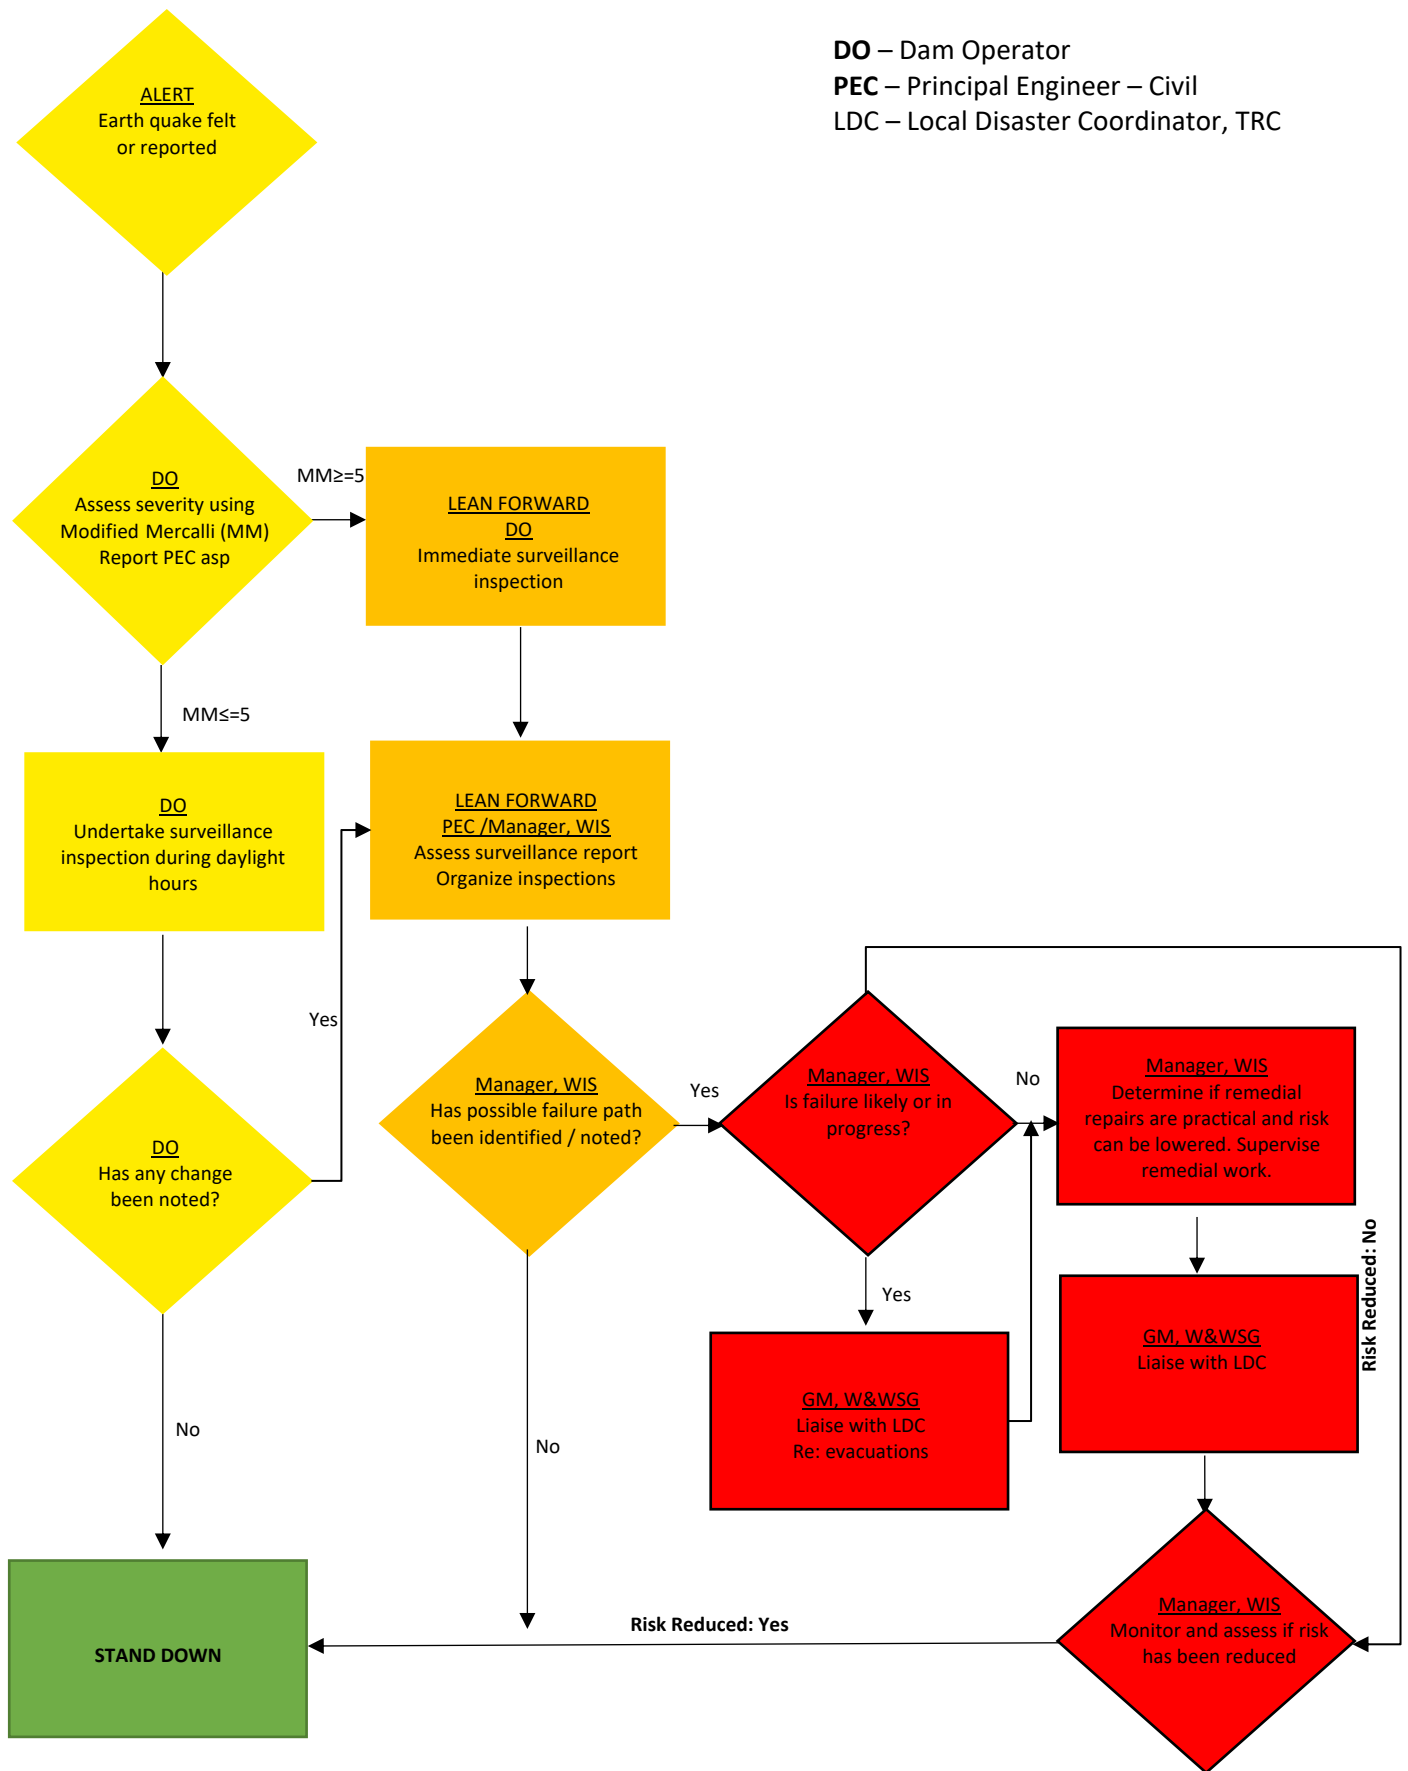 DO – Dam Operator
PEC – Principal Engineer – Civil
LDC – Local Disaster Coordinator, TRC
ALERT
Earth quake felt
or reported
DO
Assess severity using
Modified Mercalli (MM)
Report PEC asp
MM≥=5
LEAN FORWARD
DO
Immediate surveillance
inspection
MM≤=5
DO
Undertake surveillance
inspection during daylight
hours
LEAN FORWARD
PEC /Manager, WIS
Assess surveillance report
Organize inspections
Yes
DO
Has any change
been noted?
Manager, WIS
Has possible failure path
been identified / noted?
Yes
Manager, WIS
Is failure likely or in
progress?
No
Manager, WIS
Determine if remedial
repairs are practical and risk
can be lowered. Supervise
remedial work.
Yes
GM, W&WSG
Liaise with LDC
Re: evacuations
GM, W&WSG
Liaise with LDC
Risk Reduced: No
No
No
STAND DOWN
Risk Reduced: Yes
Manager, WIS
Monitor and assess if risk
has been reduced